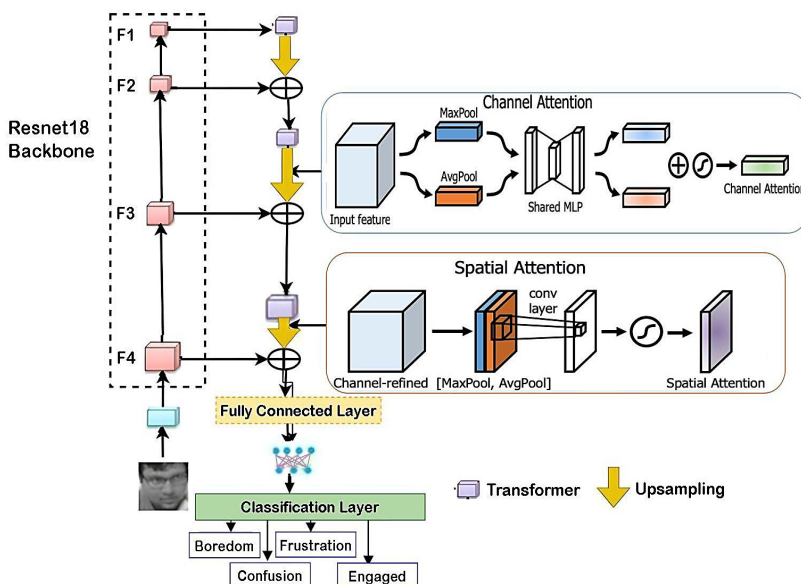 F1
F2
Resnet18
Backbone
F3
F4
Channel Attention
MaxPool
AvgPool
Input feature
Shared MLP
Channel Attention
Spatial Attention
conv
layer
Channel-refined
[MaxPool, AvgPool]
Spatial Attention
Fully Connected Layer
Transformer
Upsampling
Classification Layer
Boredom
Frustration
Confusion
Engaged